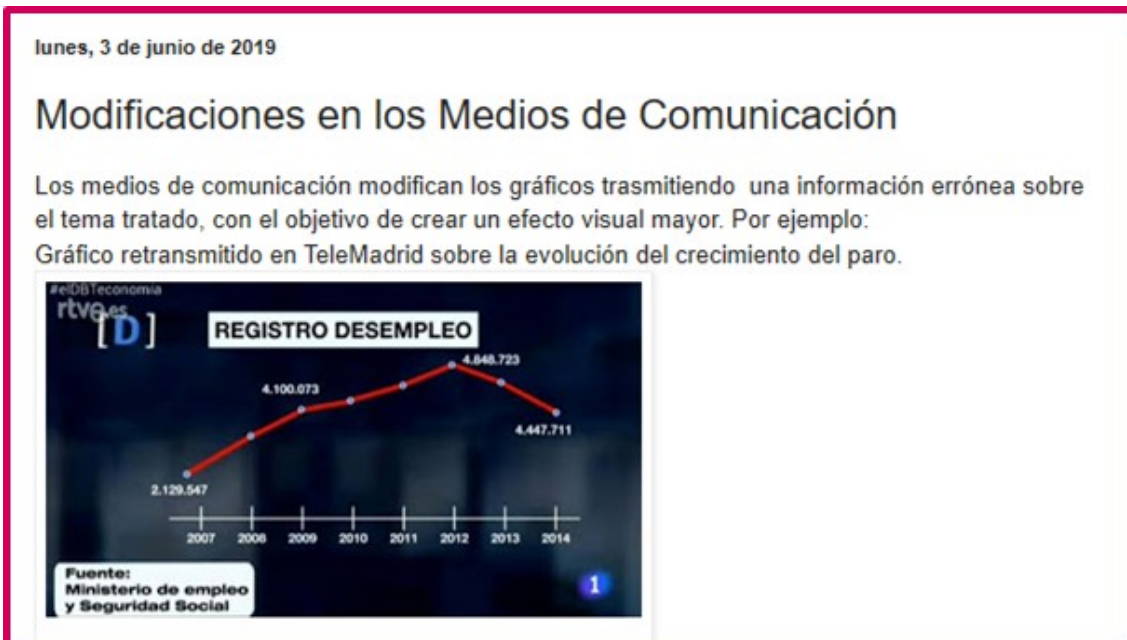 lunes, 3 de junio de 2019
Modificaciones en los Medios de Comunicación
Los medios de comunicación modifican los gráficos trasmitiendo una información errónea sobre
el tema tratado, con el objetivo de crear un efecto visual mayor. Por ejemplo:
Gráfico retransmitido en TeleMadrid sobre la evolución del crecimiento del paro.
#elDBTeconomia
rtve.es
[D]
REGISTRO DESEMPLEO
4.848.723
4.100.073
4.447.711
2.129.547
2007 2008 2009 2010 2011 2012 2013 2014
Fuente:
Ministerio de empleo
y Seguridad Social
1